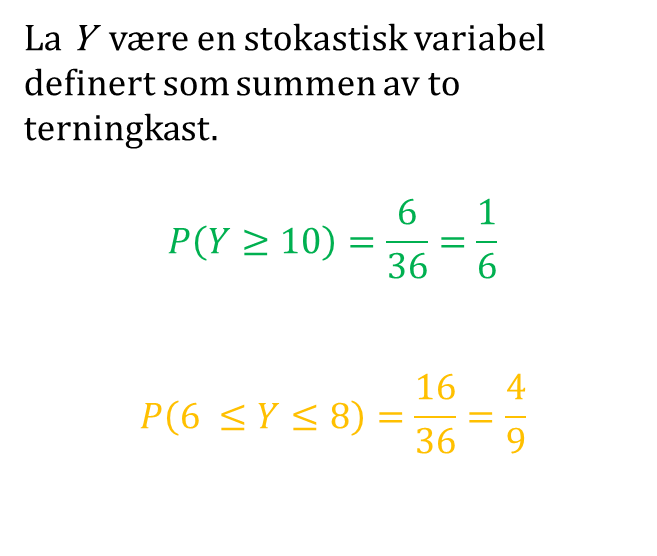 La Y være en stokastisk variabel
definert som summen av to
terningkast.
P(Y ≥ 10) = 6/36 = 1/6
P(6 ≤ Y ≤ 8) = 16/36 = 4/9